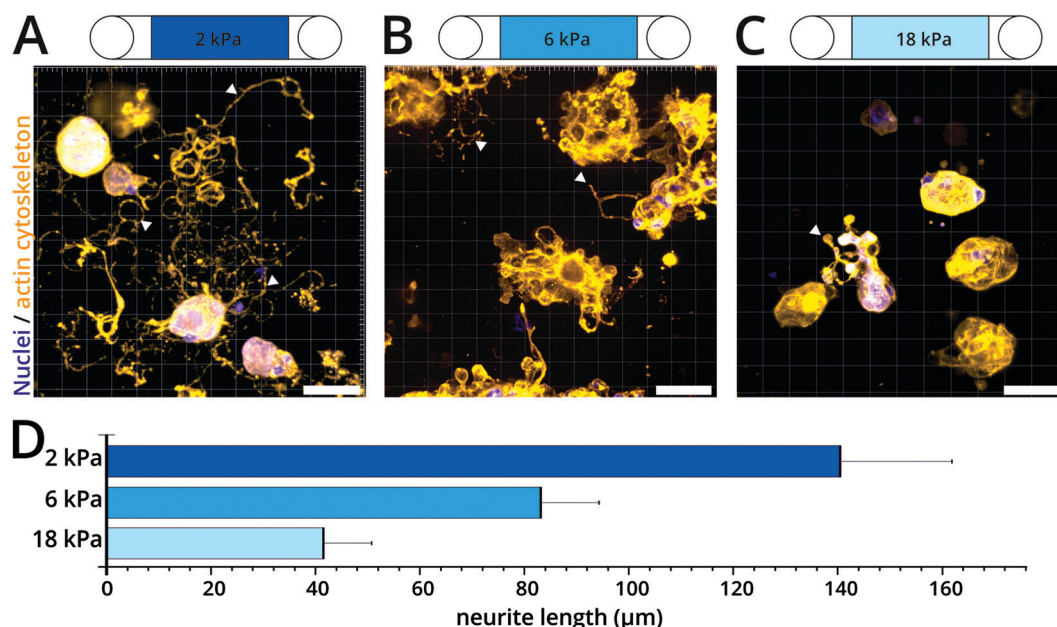 A
2 kPa
B
6 kPa
C
18 kPa
Nuclei / actin cytoskeleton
D
2 kPa
6 kPa
18 kPa
0 20 40 60 80 100 120 140 160
neurite length (μm)